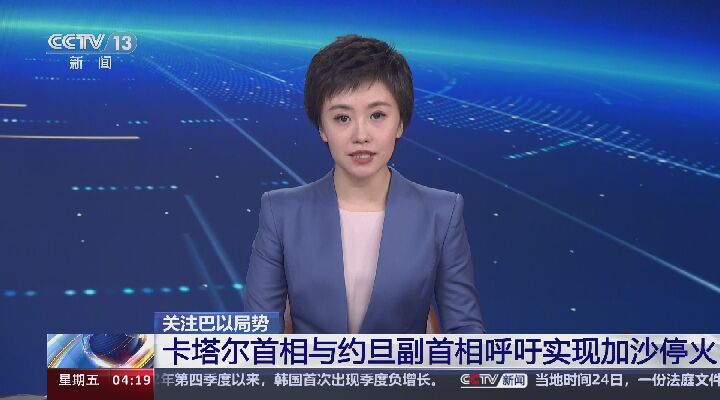 CCTV 13
新闻
关注巴以局势
卡塔尔首相与约旦副首相呼吁实现加沙停火
星期五 04:19 年第四季度以来，韩国首次出现季度负增长。 CCTV新闻 当地时间24日，一份法庭文件